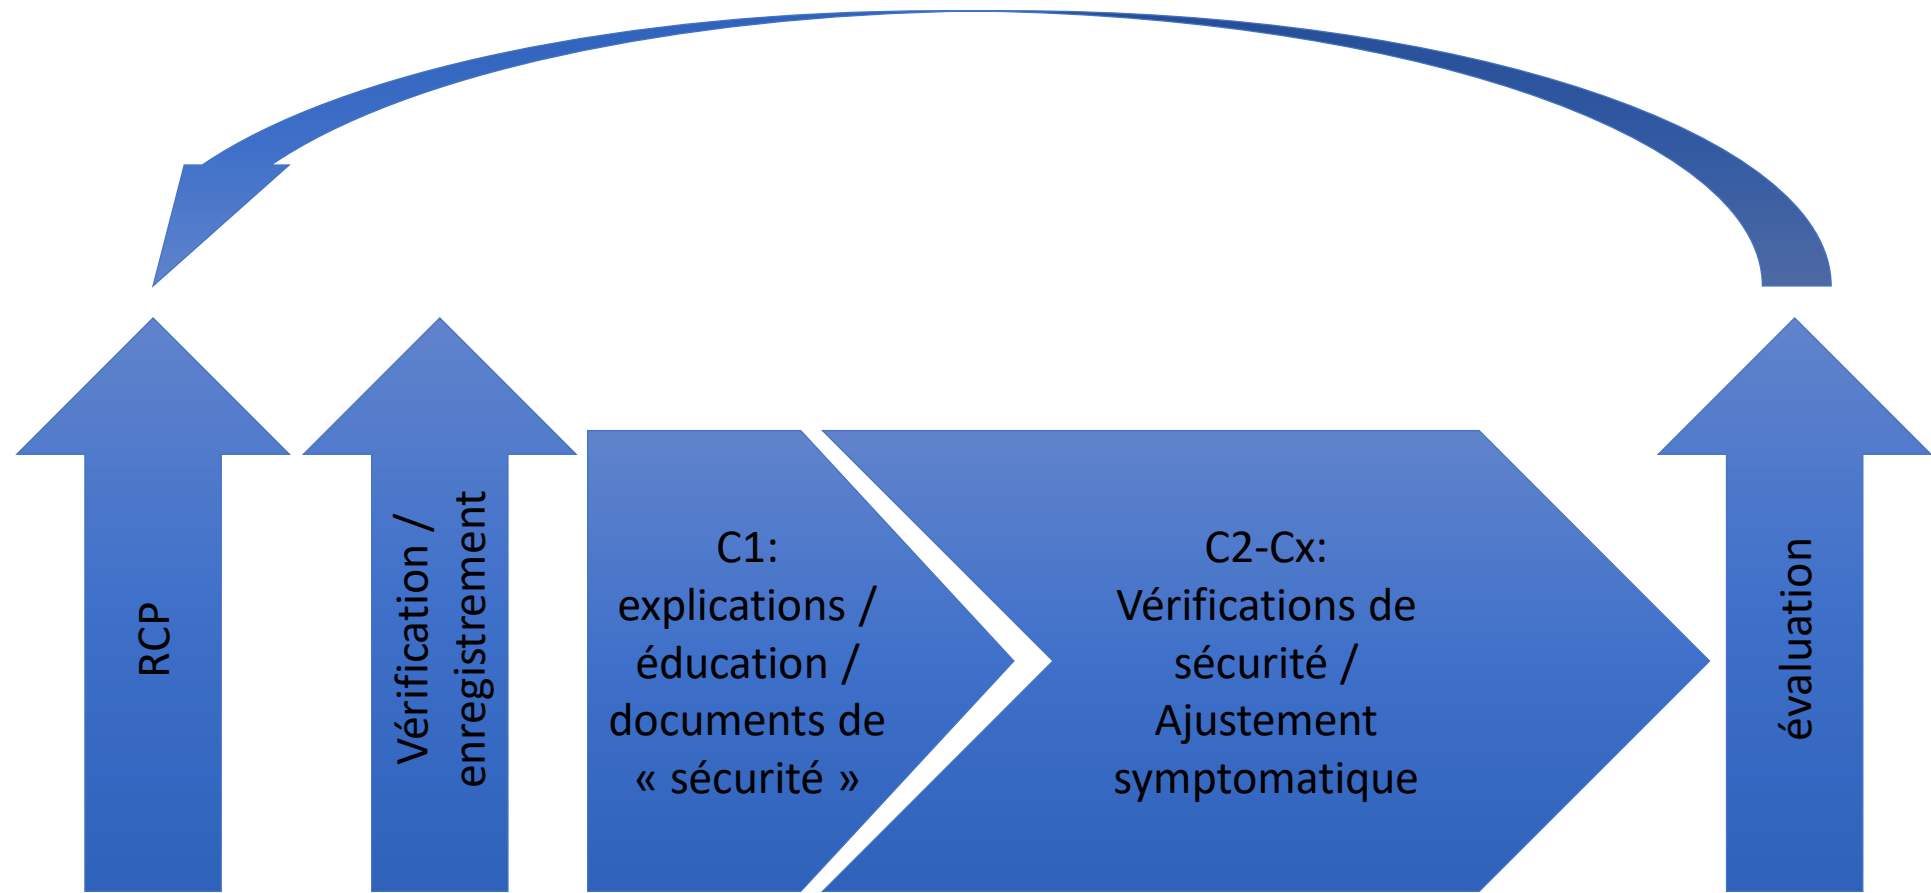 RCP
Vérification /
enregistrement
C1:
explications /
éducation /
documents de
« sécurité »
C2-Cx:
Vérifications de
sécurité /
Ajustement
symptomatique
évaluation